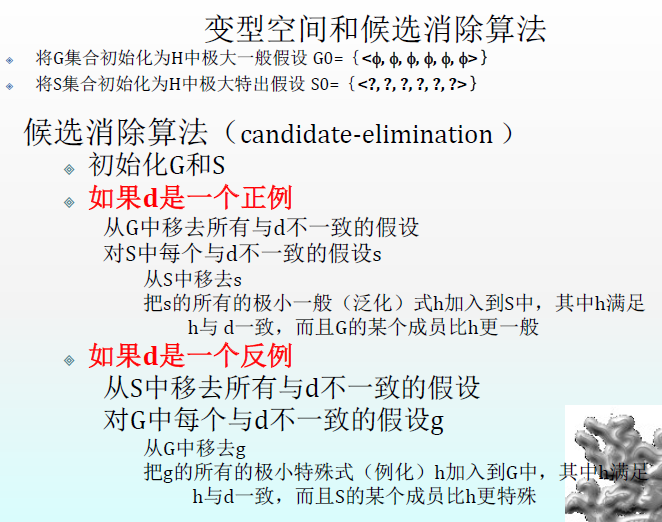 变型空间和候选消除算法
将G集合初始化为H中极大一般假设 G0= {<ф, ф, ф, ф, ф, ф>}
将S集合初始化为H中极大特出假设 S0= {<?, ?, ?, ?, ?, ?>}
候选消除算法（candidate-elimination ）
初始化G和S
如果d是一个正例
从G中移去所有与d不一致的假设
对S中每个与d不一致的假设s
从S中移去s
把s的所有的极小一般（泛化）式h加入到S中，其中h满足
h与 d一致，而且G的某个成员比h更一般
如果d是一个反例
从S中移去所有与d不一致的假设
对G中每个与d不一致的假设g
从G中移去g
把g的所有的极小特殊式（例化）h加入到G中，其中h满足
h与d一致，而且S的某个成员比h更特殊